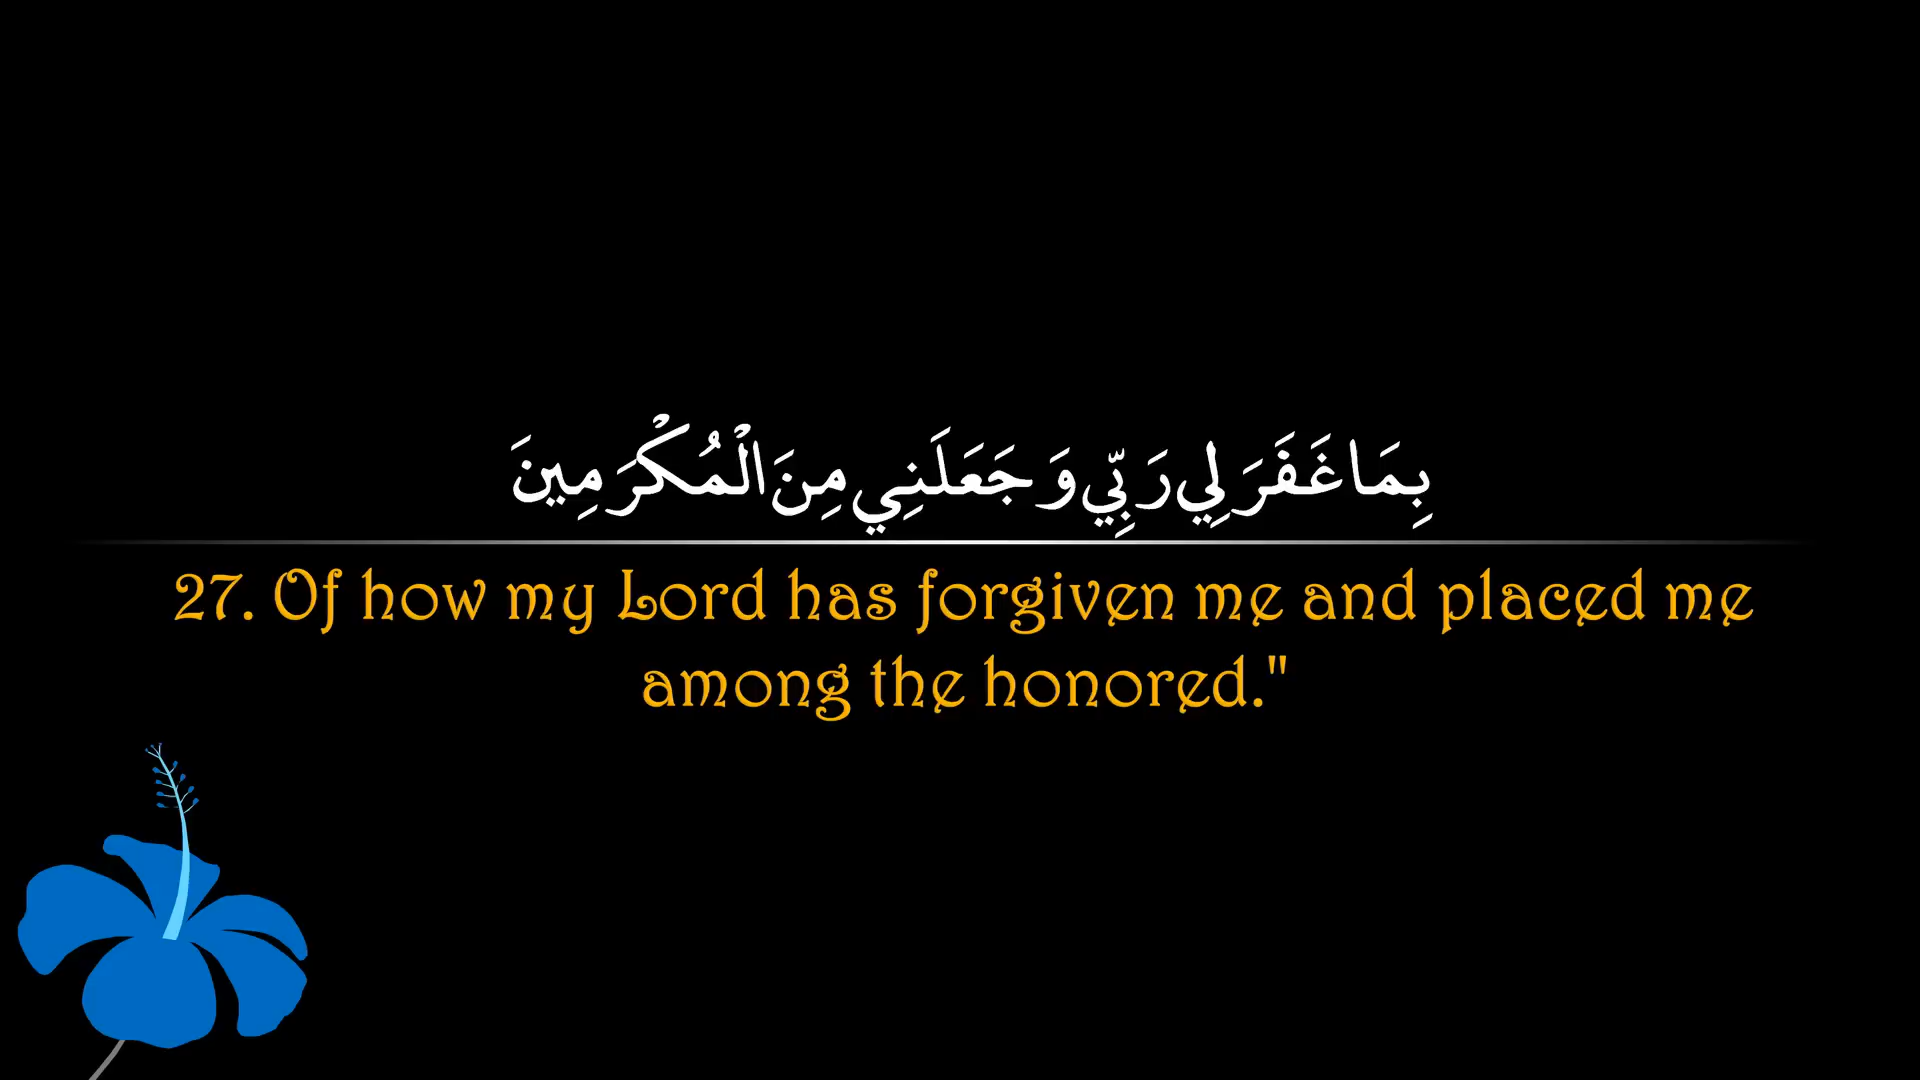 بِمَا غَفَرَ لِي رَبِّي وَجَعَلَنِي مِنَ الْمُكْرَمِينَ
27. Of how my Lord has forgiven me and placed me
among the honored."